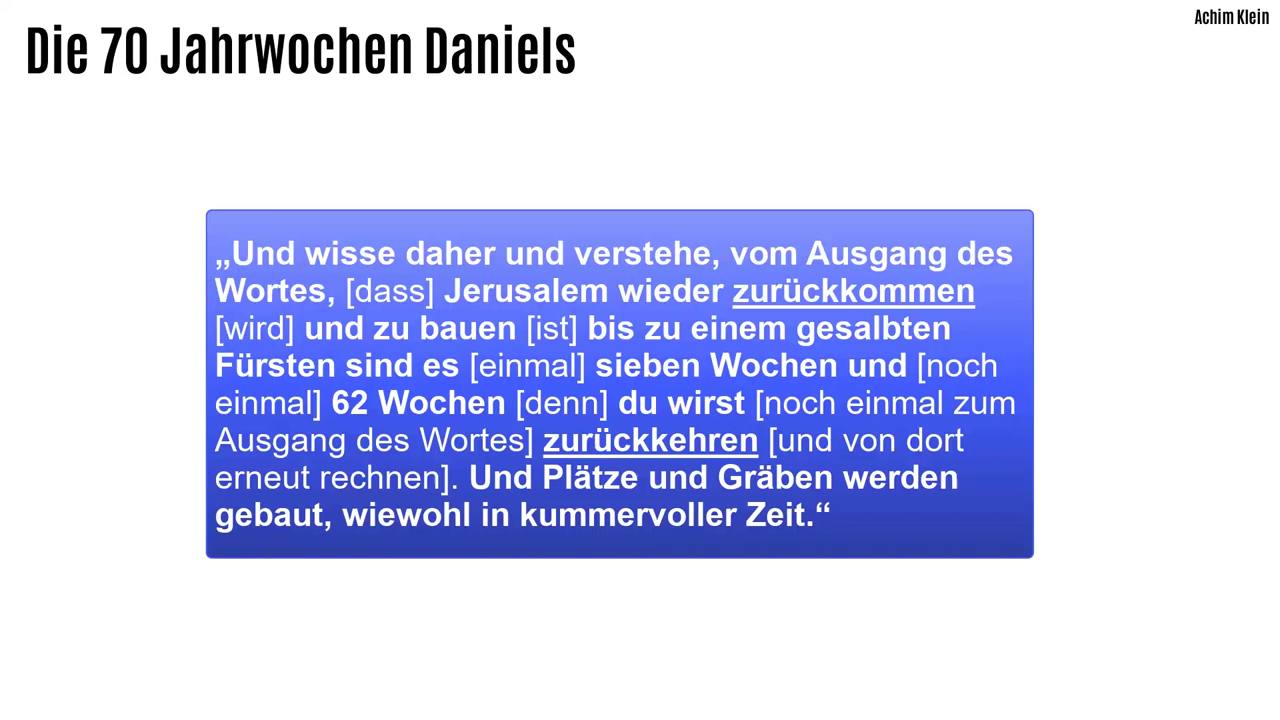 Achim Klein
Die 70 Jahrwochen Daniels
„Und wisse daher und verstehe, vom Ausgang des
Wortes, [dass] Jerusalem wieder zurückkommen
[wird] und zu bauen [ist] bis zu einem gesalbten
Fürsten sind es [einmal] sieben Wochen und [noch
einmal] 62 Wochen [denn] du wirst [noch einmal zum
Ausgang des Wortes] zurückkehren [und von dort
erneut rechnen]. Und Plätze und Gräben werden
gebaut, wiewohl in kummervoller Zeit.“